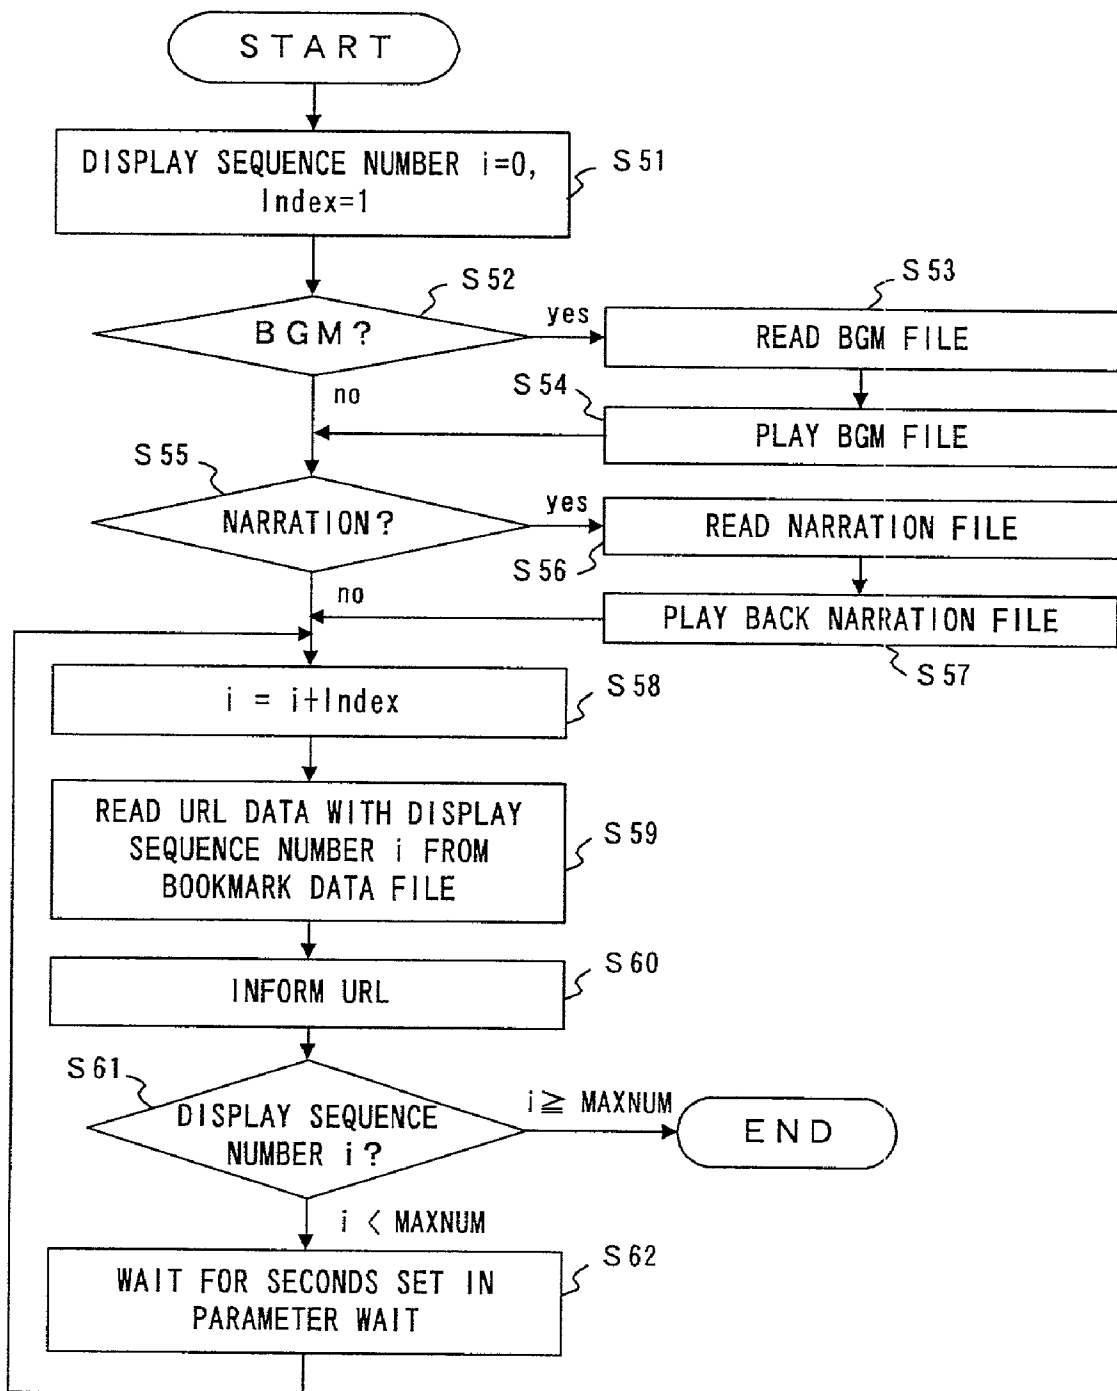 START
DISPLAY SEQUENCE NUMBER i=0,
Index=1
S51
S52
BGM?
yes
no
S53
READ BGM FILE
S54
PLAY BGM FILE
S55
NARRATION?
yes
no
READ NARRATION FILE
S56
PLAY BACK NARRATION FILE
S57
i = i+Index
S58
READ URL DATA WITH DISPLAY
SEQUENCE NUMBER i FROM
BOOKMARK DATA FILE
S59
INFORM URL
S60
S61
DISPLAY SEQUENCE
NUMBER i?
i≧ MAXNUM
END
i < MAXNUM
WAIT FOR SECONDS SET IN
PARAMETER WAIT
S62